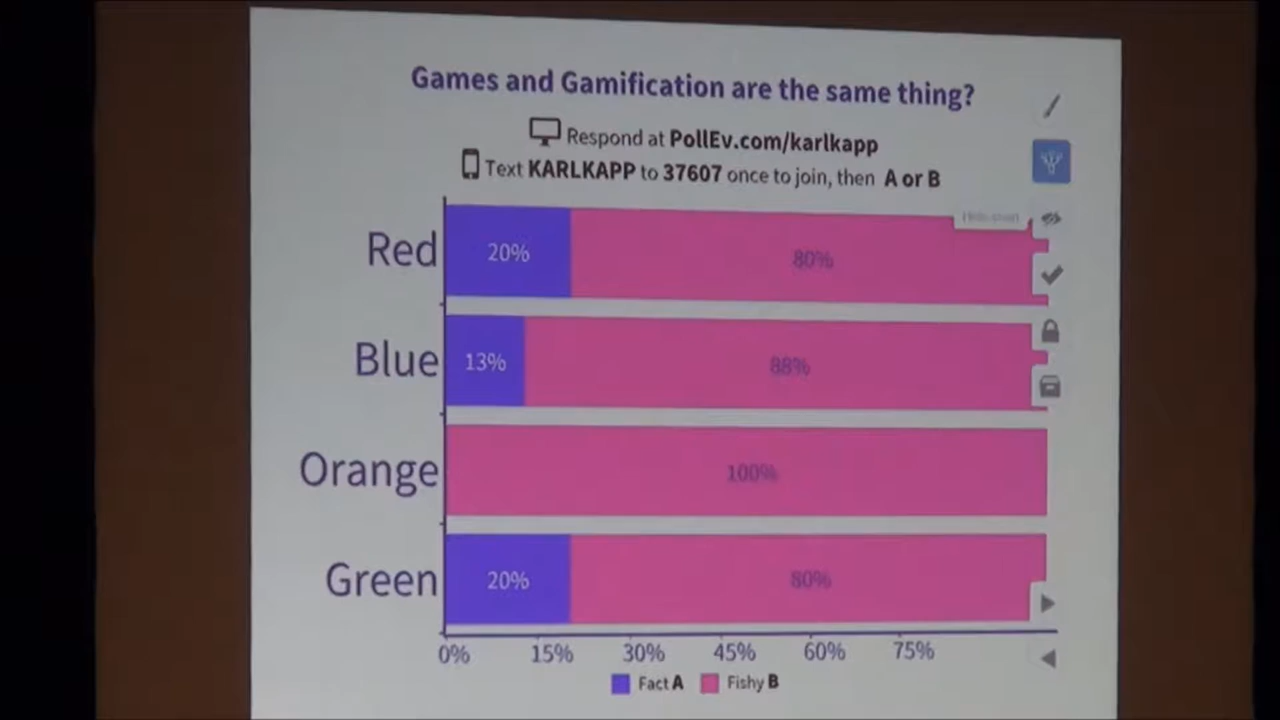 Games and Gamification are the same thing?
Respond at PollEv.com/karlkapp
Text KARLKAPP to 37607 once to join, then A or B
Red 20% 80%
Blue 13% 88%
Orange 100%
Green 20% 80%
0% 15% 30% 45% 60% 75%
Fact A Fishy B